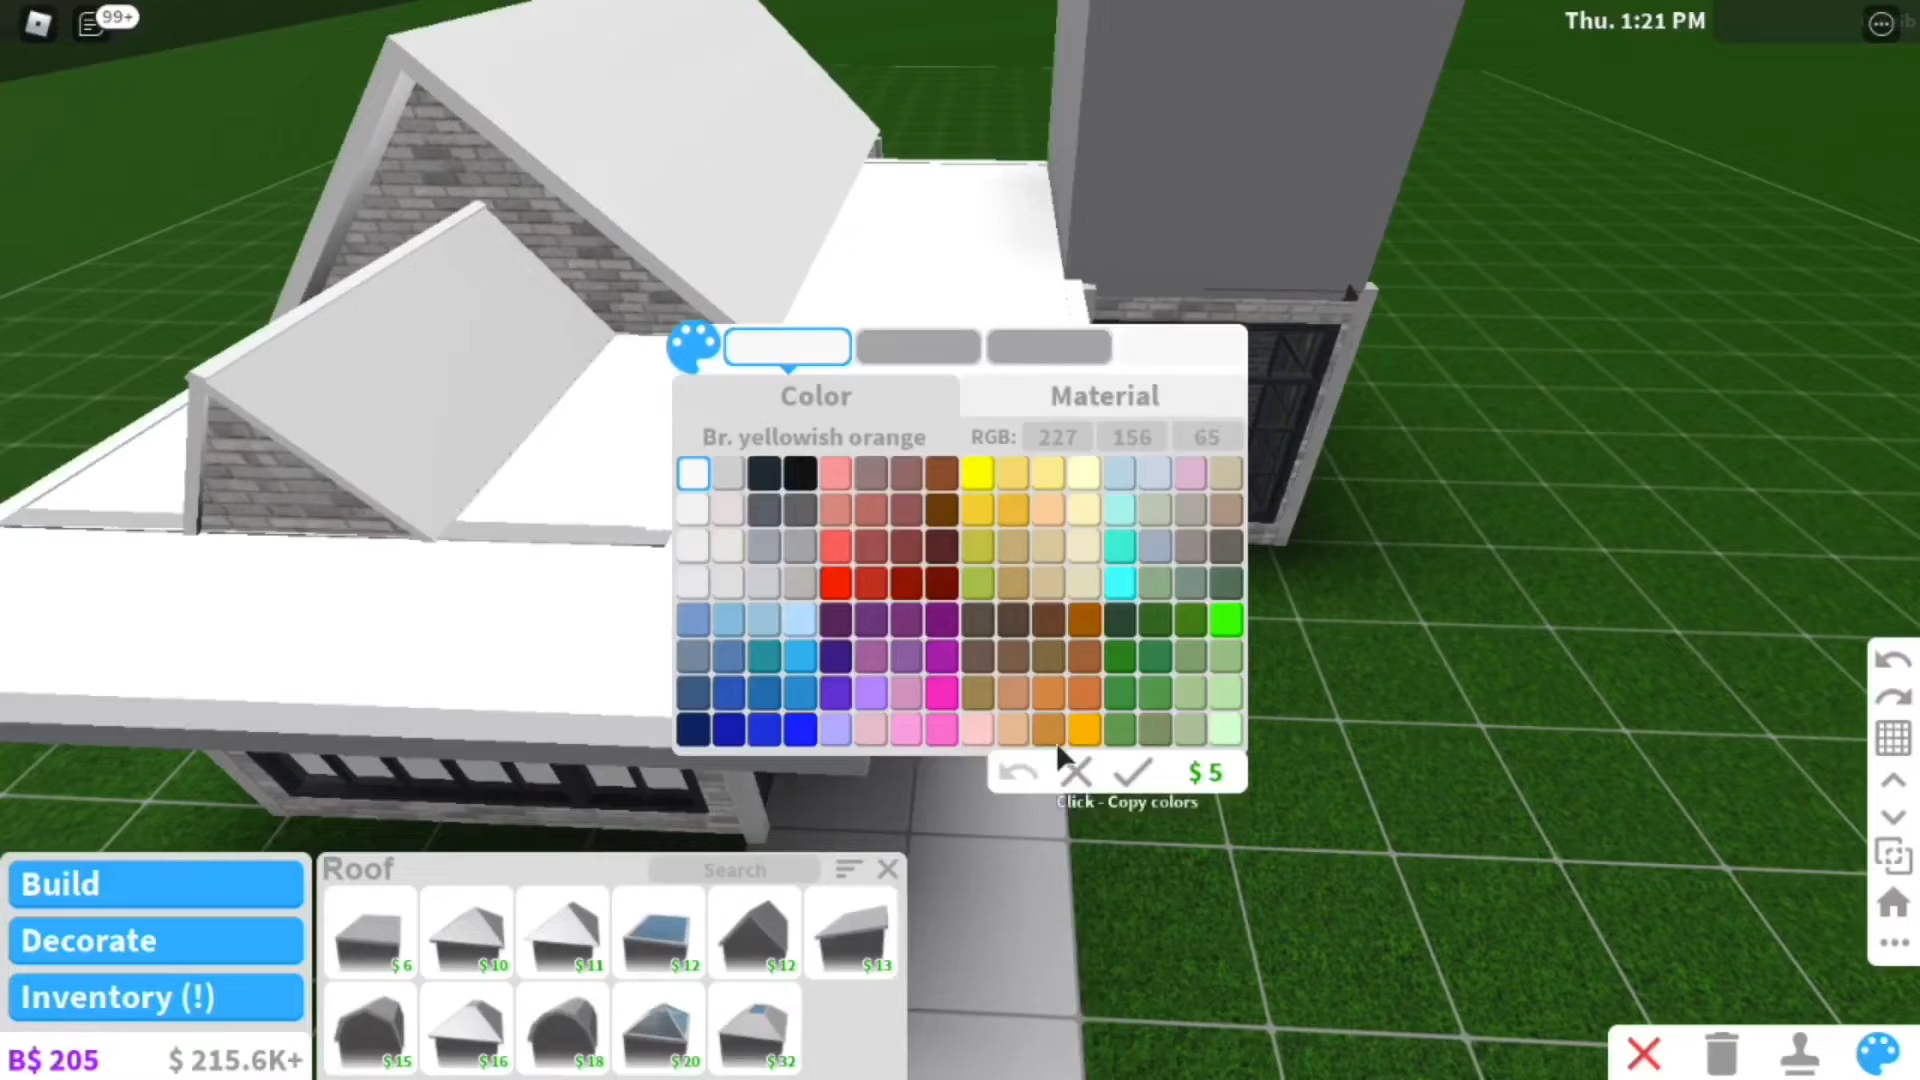 99+
Thu. 1:21 PM
Color
Material
Br. yellowish orange
RGB: 227 156 65
$ 5
Click - Copy colors
Build
Decorate
Inventory (!)
B$ 205
$ 215.6K+
Roof
Search
$ 6
$ 10
$ 11
$ 12
$ 12
$ 13
$ 15
$ 16
$ 18
$ 20
$ 32